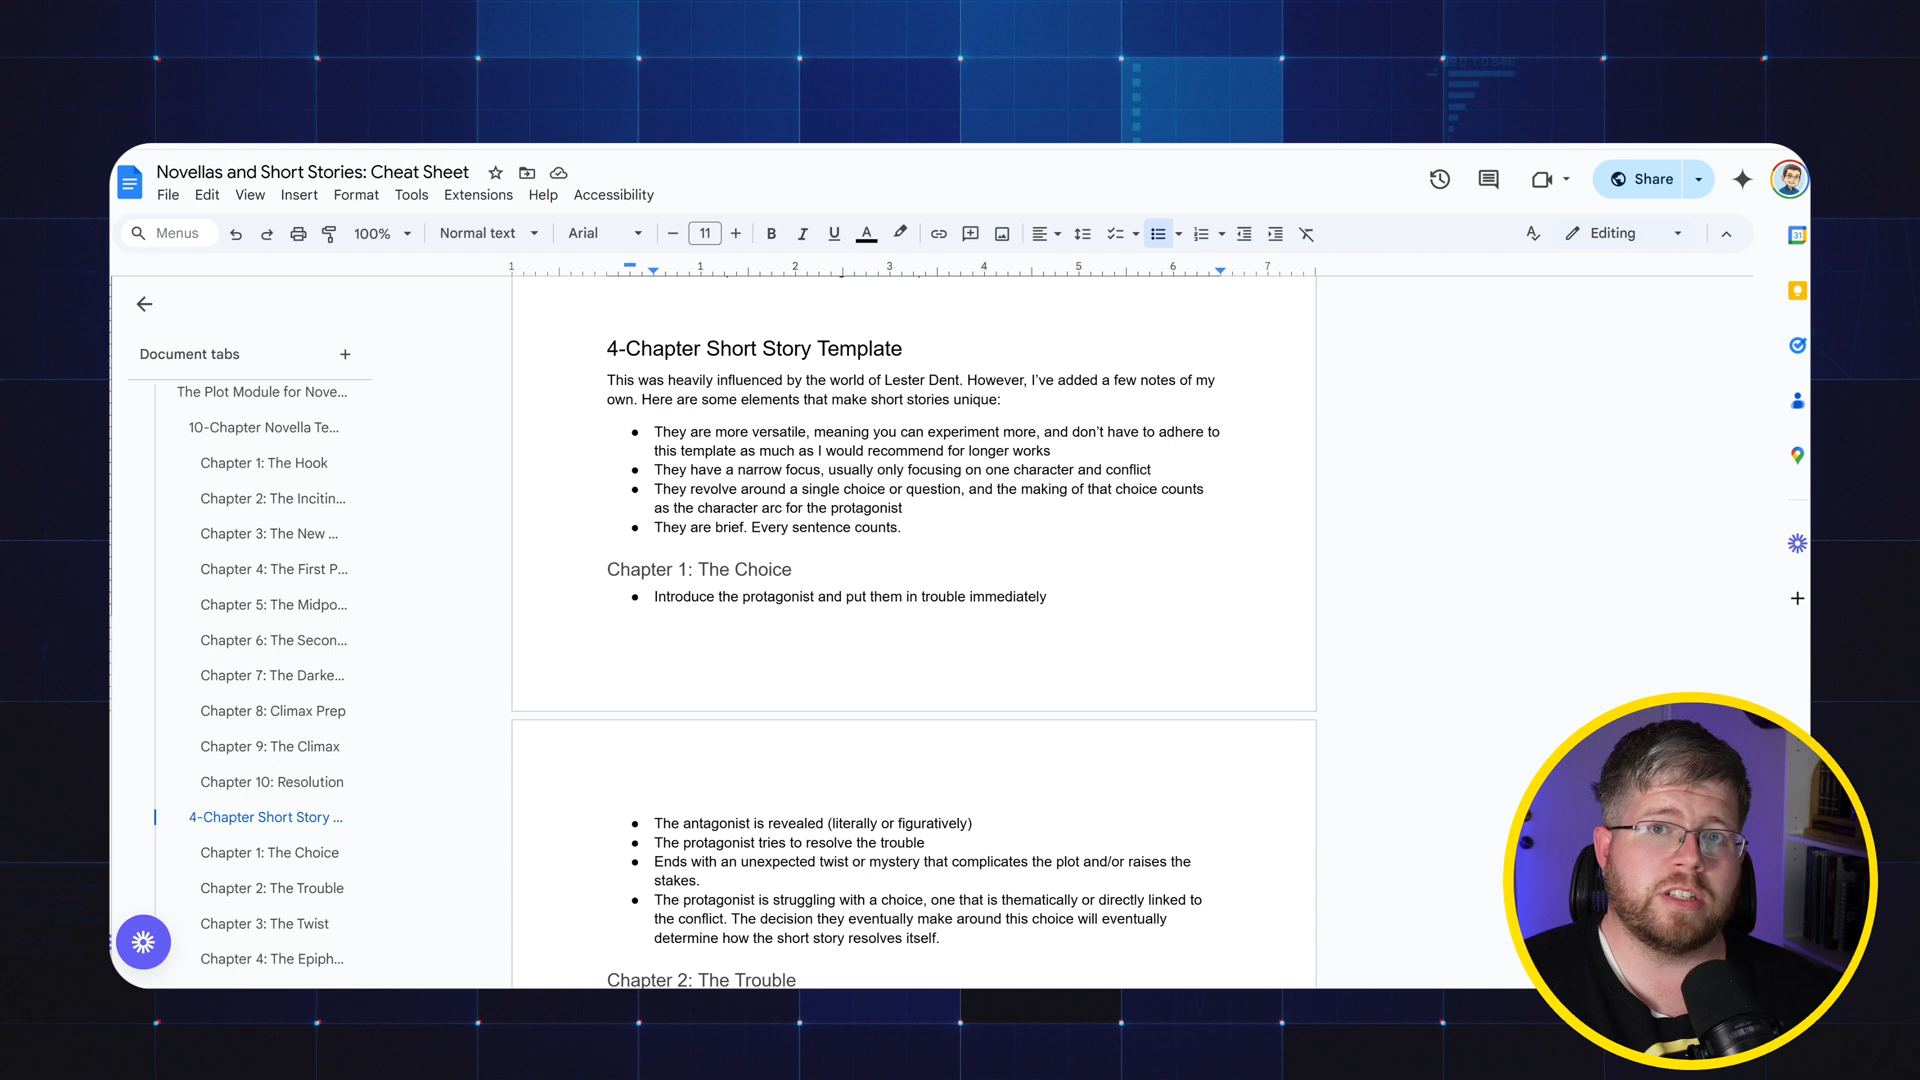 Novellas and Short Stories: Cheat Sheet
File Edit View Insert Format Tools Extensions Help Accessibility
Share
Menus 100% Normal text Arial 11 Editing
1 1 2 3 4 5 6 7
31
Document tabs
The Plot Module for Nove...
10-Chapter Novella Te...
Chapter 1: The Hook
Chapter 2: The Incitin...
Chapter 3: The New ...
Chapter 4: The First P...
Chapter 5: The Midpo...
Chapter 6: The Secon...
Chapter 7: The Darke...
Chapter 8: Climax Prep
Chapter 9: The Climax
Chapter 10: Resolution
4-Chapter Short Story ...
Chapter 1: The Choice
Chapter 2: The Trouble
Chapter 3: The Twist
Chapter 4: The Epiph...
4-Chapter Short Story Template
This was heavily influenced by the world of Lester Dent. However, I’ve added a few notes of my
own. Here are some elements that make short stories unique:
● They are more versatile, meaning you can experiment more, and don’t have to adhere to
this template as much as I would recommend for longer works
● They have a narrow focus, usually only focusing on one character and conflict
● They revolve around a single choice or question, and the making of that choice counts
as the character arc for the protagonist
● They are brief. Every sentence counts.
Chapter 1: The Choice
● Introduce the protagonist and put them in trouble immediately
● The antagonist is revealed (literally or figuratively)
● The protagonist tries to resolve the trouble
● Ends with an unexpected twist or mystery that complicates the plot and/or raises the
stakes.
● The protagonist is struggling with a choice, one that is thematically or directly linked to
the conflict. The decision they eventually make around this choice will eventually
determine how the short story resolves itself.
Chapter 2: The Trouble